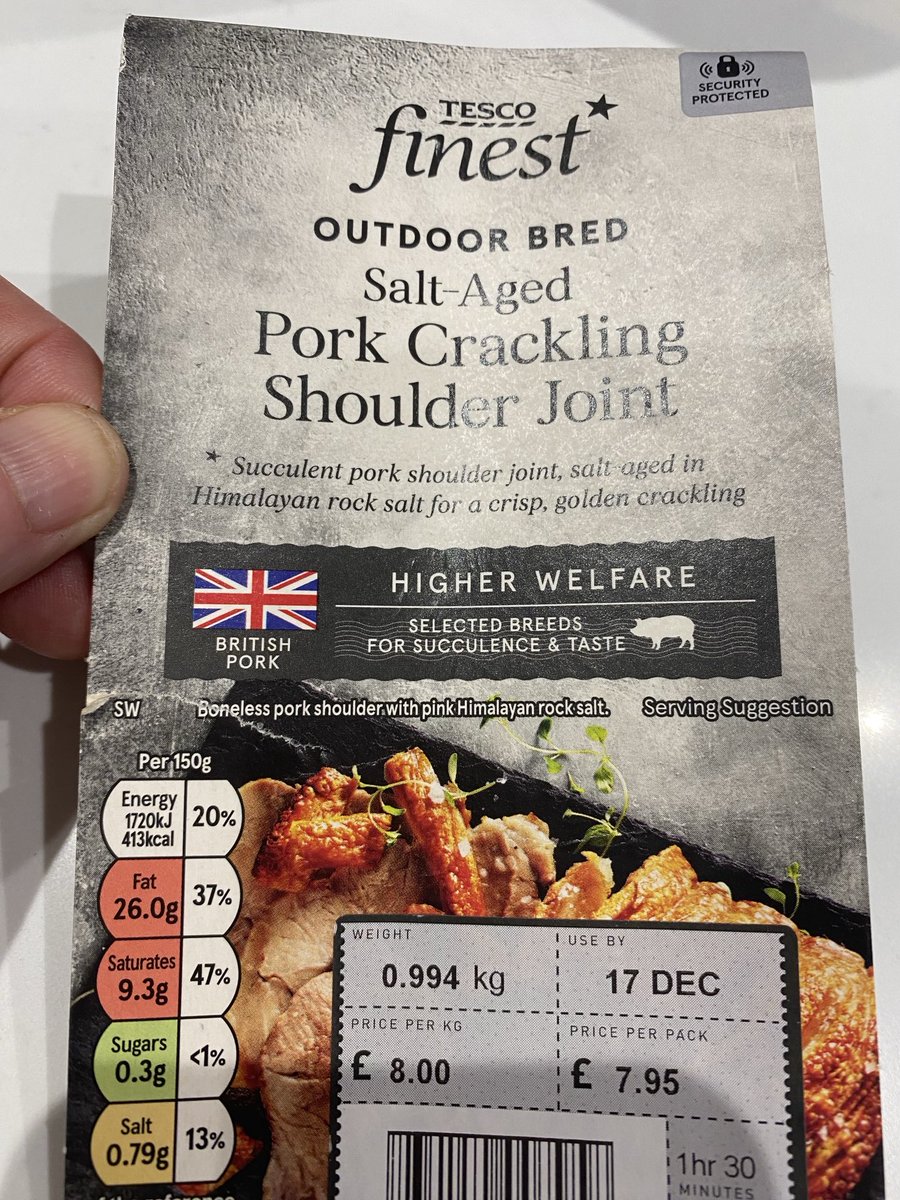 SECURITY
PROTECTED
TESCO
finest*
OUTDOOR BRED
Salt-Aged
Pork Crackling
Shoulder Joint
* Succulent pork shoulder joint, salt-aged in
Himalayan rock salt for a crisp, golden crackling
BRITISH
PORK
HIGHER WELFARE
SELECTED BREEDS
FOR SUCCULENCE & TASTE
SW
Boneless pork shoulder with pink Himalayan rock salt.
Serving Suggestion
Per 150g
Energy
1720kJ
413kcal
20%
Fat
26.0g
37%
Saturates
9.3g
47%
Sugars
0.3g
<1%
Salt
0.79g
13%
WEIGHT
0.994 kg
USE BY
17 DEC
PRICE PER KG
£ 8.00
PRICE PER PACK
£ 7.95
1hr 30
MINUTES